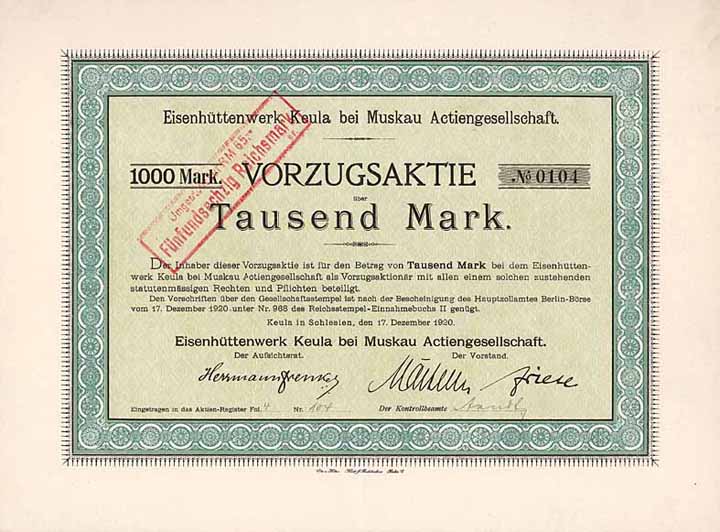 Eisenhüttenwerk Keula bei Muskau Actiengesellschaft.
RM 65.-
Fünfundsechzig Reichsmark
1000 Mark. VORZUGSAKTIE No 0104
über
Tausend Mark.
Der Inhaber dieser Vorzugsaktie ist für den Betrag von Tausend Mark bei dem Eisenhütten-
werk Keula bei Muskau Actiengesellschaft als Vorzugsaktionär mit allen einem solchen zustehenden
statutenmässigen Rechten und Pflichten beteiligt.
Den Vorschriften über den Gesellschaftsstempel ist nach der Bescheinigung des Hauptzollamtes Berlin-Börse
vom 17. Dezember 1920 unter Nr. 968 des Reichsstempel-Einnahmebuchs II genügt.
Keula in Schlesien, den 17. Dezember 1920.
Eisenhüttenwerk Keula bei Muskau Actiengesellschaft.
Der Aufsichtsrat. Der Vorstand.
Eingetragen in das Aktien-Register Fol. 4 Nr. 104 Der Kontrollbeamte